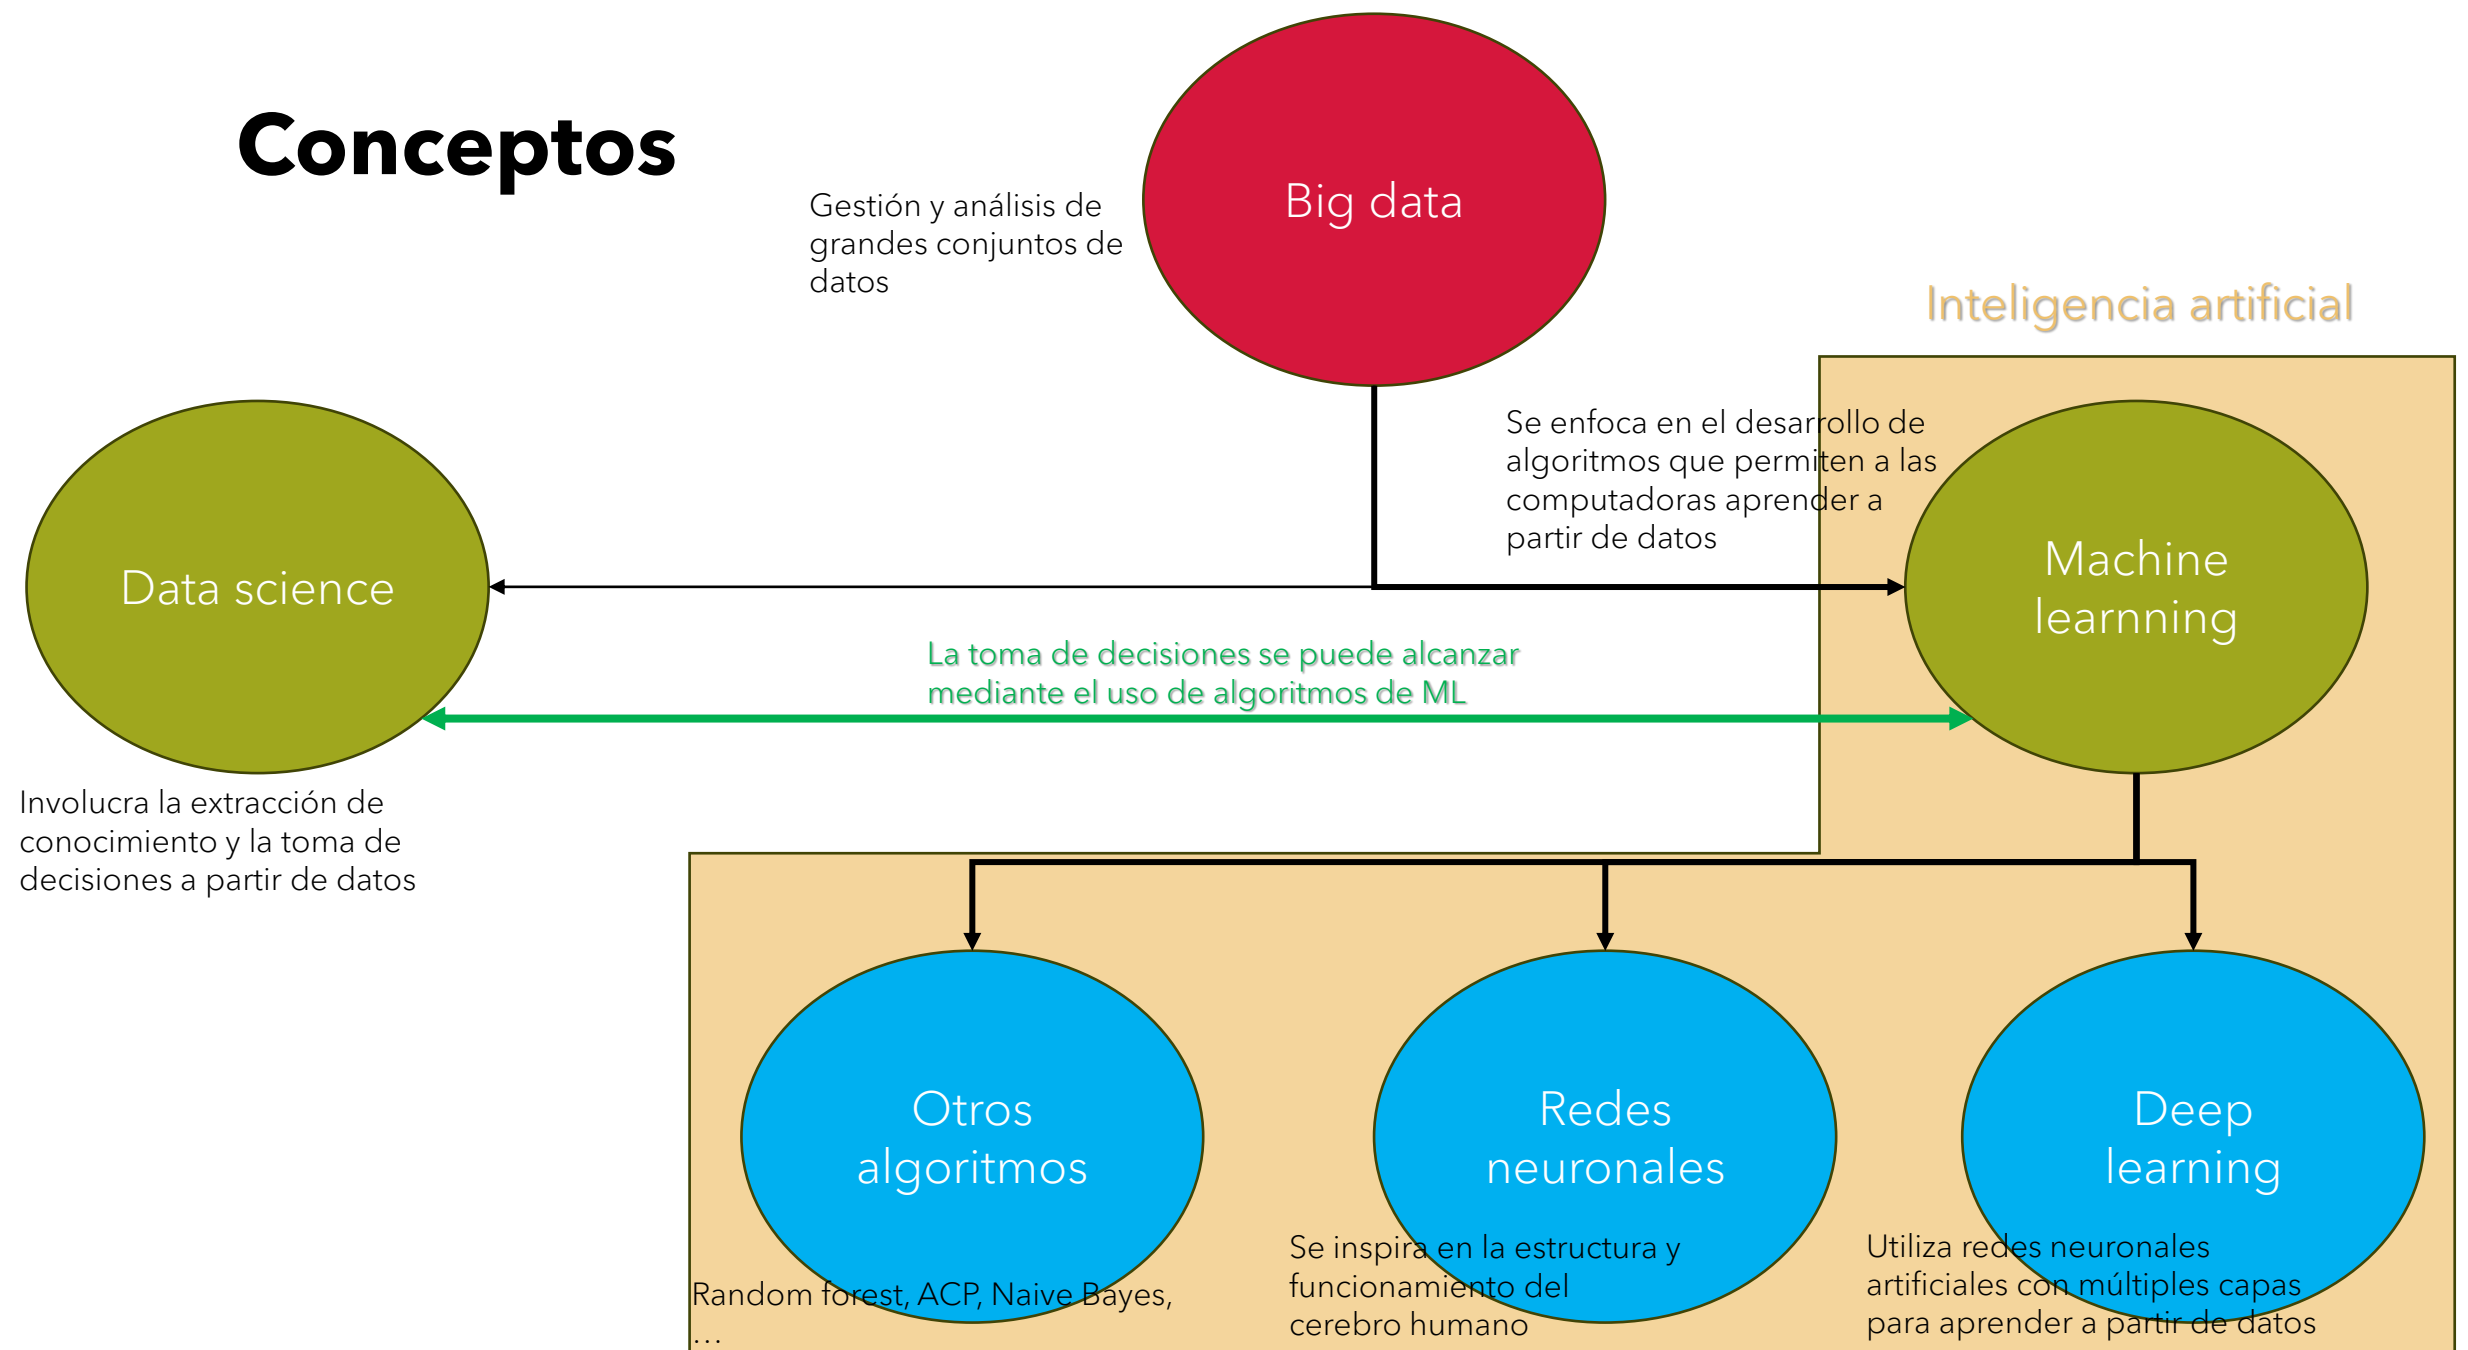 Conceptos
Big data
Gestión y análisis de
grandes conjuntos de
datos
Inteligencia artificial
Se enfoca en el desarrollo de
algoritmos que permiten a las
computadoras aprender a
partir de datos
Data science
Machine
learnning
La toma de decisiones se puede alcanzar
mediante el uso de algoritmos de ML
Involucra la extracción de
conocimiento y la toma de
decisiones a partir de datos
Otros
algoritmos
Random forest, ACP, Naive Bayes,
…
Redes
neuronales
Se inspira en la estructura y
funcionamiento del
cerebro humano
Deep
learning
Utiliza redes neuronales
artificiales con múltiples capas
para aprender a partir de datos